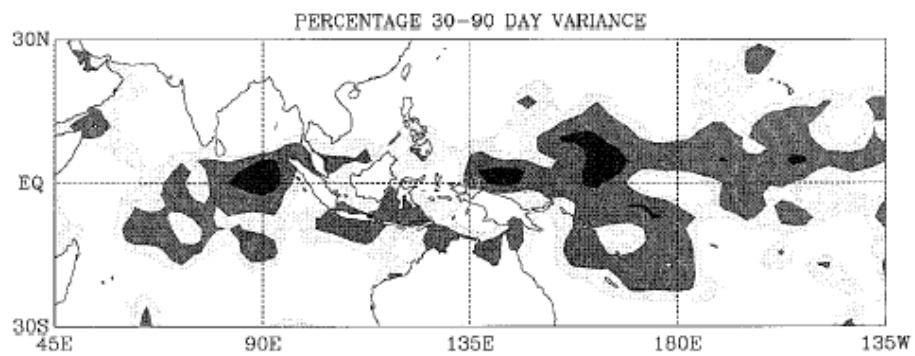 PERCENTAGE 30-90 DAY VARIANCE
30N
EQ
30S
45E 90E 135E 180E 135W